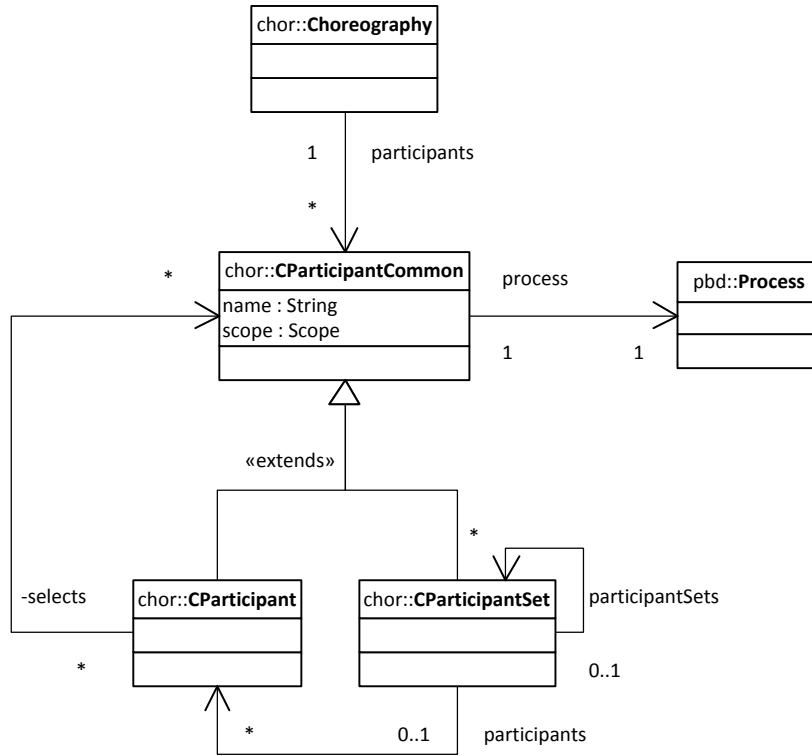 chor::Choreography
1
participants
*
*
chor::CParticipantCommon
process
pbd::Process
name : String
scope : Scope
1
1
«extends»
*
-selects
chor::CParticipant
chor::CParticipantSet
participantSets
*
0..1
*
0..1
participants